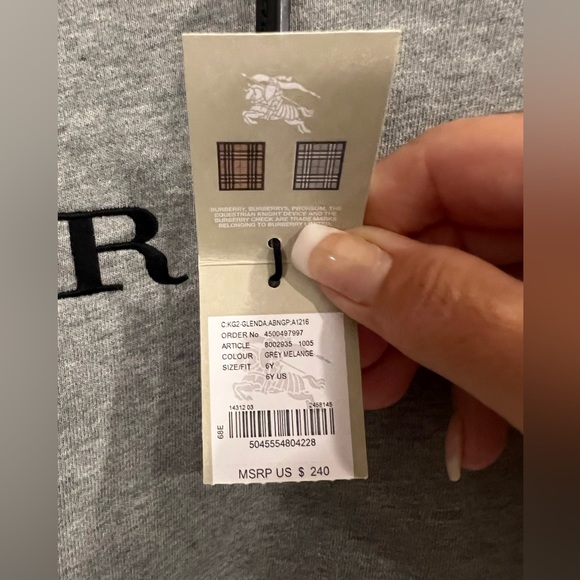 BURBERRY, BURBERRYS, PRORSUM, THE
EQUESTRIAN KNIGHT DEVICE AND THE
BURBERRY CHECK ARE TRADE MARKS
BELONGING TO BURBERRY LIMITED
R
C:KG2-GLENDA:ABNGP:A1216
ORDER No 4500497997
ARTICLE 8002935 1005
COLOUR GREY MELANGE
SIZE/FIT 6Y
6Y US
14312 03 2468145
68E
5045554804228
MSRP US $ 240